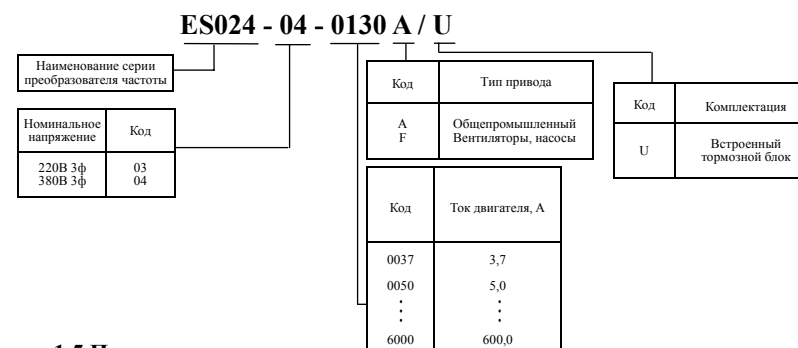 ES024 - 04 - 0130 A / U
Наименование серии
преобразователя частоты
Номинальное
напряжение
Код
220В 3ф 03
380В 3ф 04
Код Тип привода
A Общепромышленный
F Вентиляторы, насосы
Код Комплектация
U Встроенный
тормозной блок
Код Ток двигателя, А
0037 3,7
0050 5,0
6000 600,0